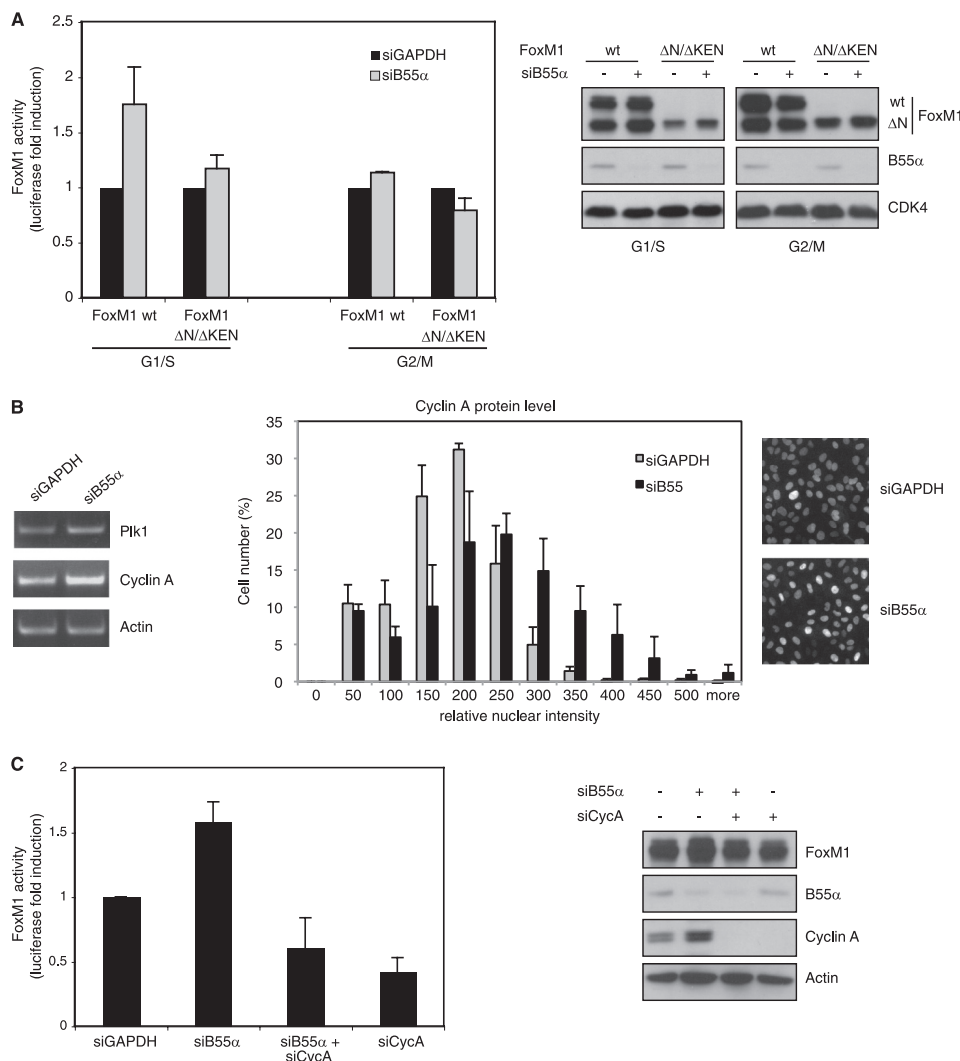 A
2.5
2
1.5
1
0.5
0
FoxM1 activity
(luciferase fold induction)
siGAPDH
siB55α
FoxM1 wt
FoxM1
ΔN/ΔKEN
FoxM1 wt
FoxM1
ΔN/ΔKEN
G1/S
G2/M
FoxM1 wt ΔN/ΔKEN wt ΔN/ΔKEN
siB55α - + - + - + - +
wt
ΔN
FoxM1
B55α
CDK4
G1/S G2/M
B
siGAPDH
siB55α
Plk1
Cyclin A
Actin
Cyclin A protein level
35
30
25
20
15
10
5
0
Cell number (%)
siGAPDH
siB55
0 50 100 150 200 250 300 350 400 450 500 more
relative nuclear intensity
siGAPDH
siB55α
C
2
1.5
1
0.5
0
FoxM1 activity
(luciferase fold induction)
siGAPDH siB55α siB55α + siCycA
siCycA
siB55α - + + -
siCycA - - + +
FoxM1
B55α
Cyclin A
Actin